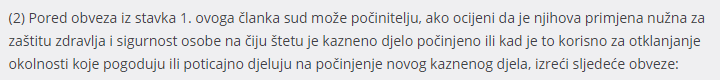 (2) Pored obveza iz stavka 1. ovoga članka sud može počinitelju, ako ocijeni da je njihova primjena nužna za
zaštitu zdravlja i sigurnost osobe na čiju štetu je kazneno djelo počinjeno ili kad je to korisno za otklanjanje
okolnosti koje pogoduju ili poticajno djeluju na počinjenje novog kaznenog djela, izreći sljedeće obveze: